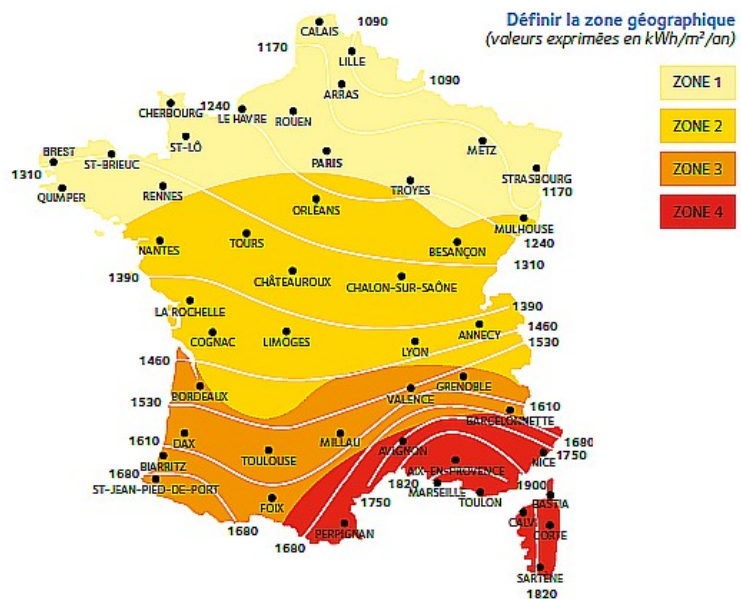 Définir la zone géographique
(valeurs exprimées en kWh/m²/an)
ZONE 1
ZONE 2
ZONE 3
ZONE 4
CALAIS
1090
1170
LILLE
1090
ARRAS
CHERBOURG
1240
LE HAVRE
ROUEN
ST-LÔ
METZ
BREST
ST-BRIEUC
PARIS
1310
STRASBOURG
QUIMPER
RENNES
TROYES
1170
ORLÉANS
MULHOUSE
NANTES
TOURS
BESANÇON
1240
1310
1390
CHÂTEAUROUX
CHALON-SUR-SAÔNE
LA ROCHELLE
1390
COGNAC
LIMOGES
LYON
ANNECY
1460
1530
1460
BORDEAUX
GRENOBLE
VALENCE
1530
1610
BARCELONNETTE
1610
DAX
MILLAU
AVIGNON
1680
1750
BIARRITZ
TOULOUSE
NICE
1680
AIX-EN-PROVENCE
ST-JEAN-PIED-DE-PORT
1820
MARSEILLE
1900
FOIX
1750
TOULON
BASTIA
CALVI
1680
1680
PERPIGNAN
CORTE
SARTÈNE
1820